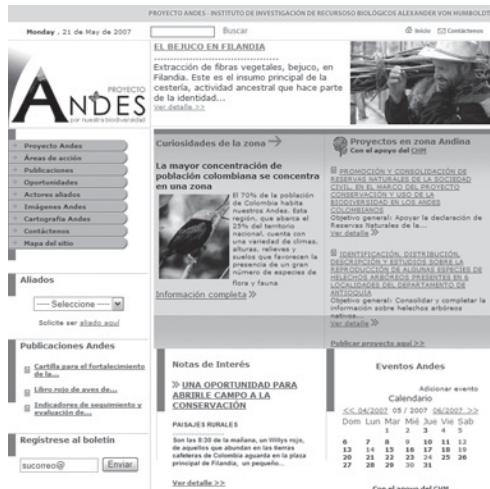 PROYECTO ANDES - INSTITUTO DE INVESTIGACIÓN DE RECURSOSO BIOLÓGICOS ALEXANDER VON HUMBOLDT
Monday , 21 de May de 2007
Buscar
Inicio
Contáctenos
PROYECTO
ANDES
por nuestra biodiversidad
EL BEJUCO EN FILANDIA
Extracción de fibras vegetales, bejuco, en
Filandia. Este es el insumo principal de la
cestería, actividad ancestral que hace parte
de la identidad...
Ver detalle >>
Proyecto Andes
Áreas de acción
Publicaciones
Oportunidades
Actores aliados
Imágenes Andes
Cartografía Andes
Contáctenos
Mapa del sitio
Aliados
---- Seleccione ----
Solicite ser aliado aquí
Publicaciones Andes
Cartilla para el fortalecimiento
de la...
Libro rojo de aves de...
Indicadores de seguimiento y
evaluación de...
Regístrese al boletín
sucorreo@
Enviar
Curiosidades de la zona
La mayor concentración de
población colombiana se concentra
en una zona
El 70% de la población
de Colombia habita
nuestros Andes. Esta
región, que abarca el
25% del territorio
nacional, cuenta con
una variedad de climas,
alturas, relieves y
suelos que favorecen la
presencia de un gran
número de especies de
flora y fauna
Información completa >>
Proyectos en zona Andina
Con el apoyo del CHM
PROMOCIÓN Y CONSOLIDACIÓN DE
RESERVAS NATURALES DE LA SOCIEDAD
CIVIL, EN EL MARCO DEL PROYECTO
CONSERVACIÓN Y USO DE LA
BIODIVERSIDAD EN LOS ANDES
COLOMBIANOS
Objetivo general: Apoyar la declaración de
Reservas Naturales de la...
Ver detalle >>
IDENTIFICACIÓN, DISTRIBUCIÓN,
DESCRIPCIÓN Y ESTUDIOS SOBRE LA
REPRODUCCIÓN DE ALGUNAS ESPECIES DE
HELECHOS ARBÓREOS PRESENTES EN 6
LOCALIDADES DEL DEPARTAMENTO DE
ANTIOQUIA
Objetivo general: Consolidar y completar la
información sobre helechos arbóreos
nativos...
Ver detalle >>
Publicar proyecto aquí >>
Notas de Interés
>> UNA OPORTUNIDAD PARA
ABRIRLE CAMPO A LA
CONSERVACIÓN
PAISAJES RURALES
Son las 8:30 de la mañana, un Willys rojo,
de aquellos que abundan en las tierras
cafeteras de Colombia aguarda en la plaza
principal de Filandia, un pequeño...
Ver detalle >>
Eventos Andes
Adicionar evento
Calendario
<< 04/2007 05 / 2007 06/2007 >>
Dom Lun Mar Mié Jue Vie Sab
1 2 3 4 5
6 7 8 9 10 11 12
13 14 15 16 17 18 19
20 21 22 23 24 25 26
27 28 29 30 31
Con el apoyo del CHM